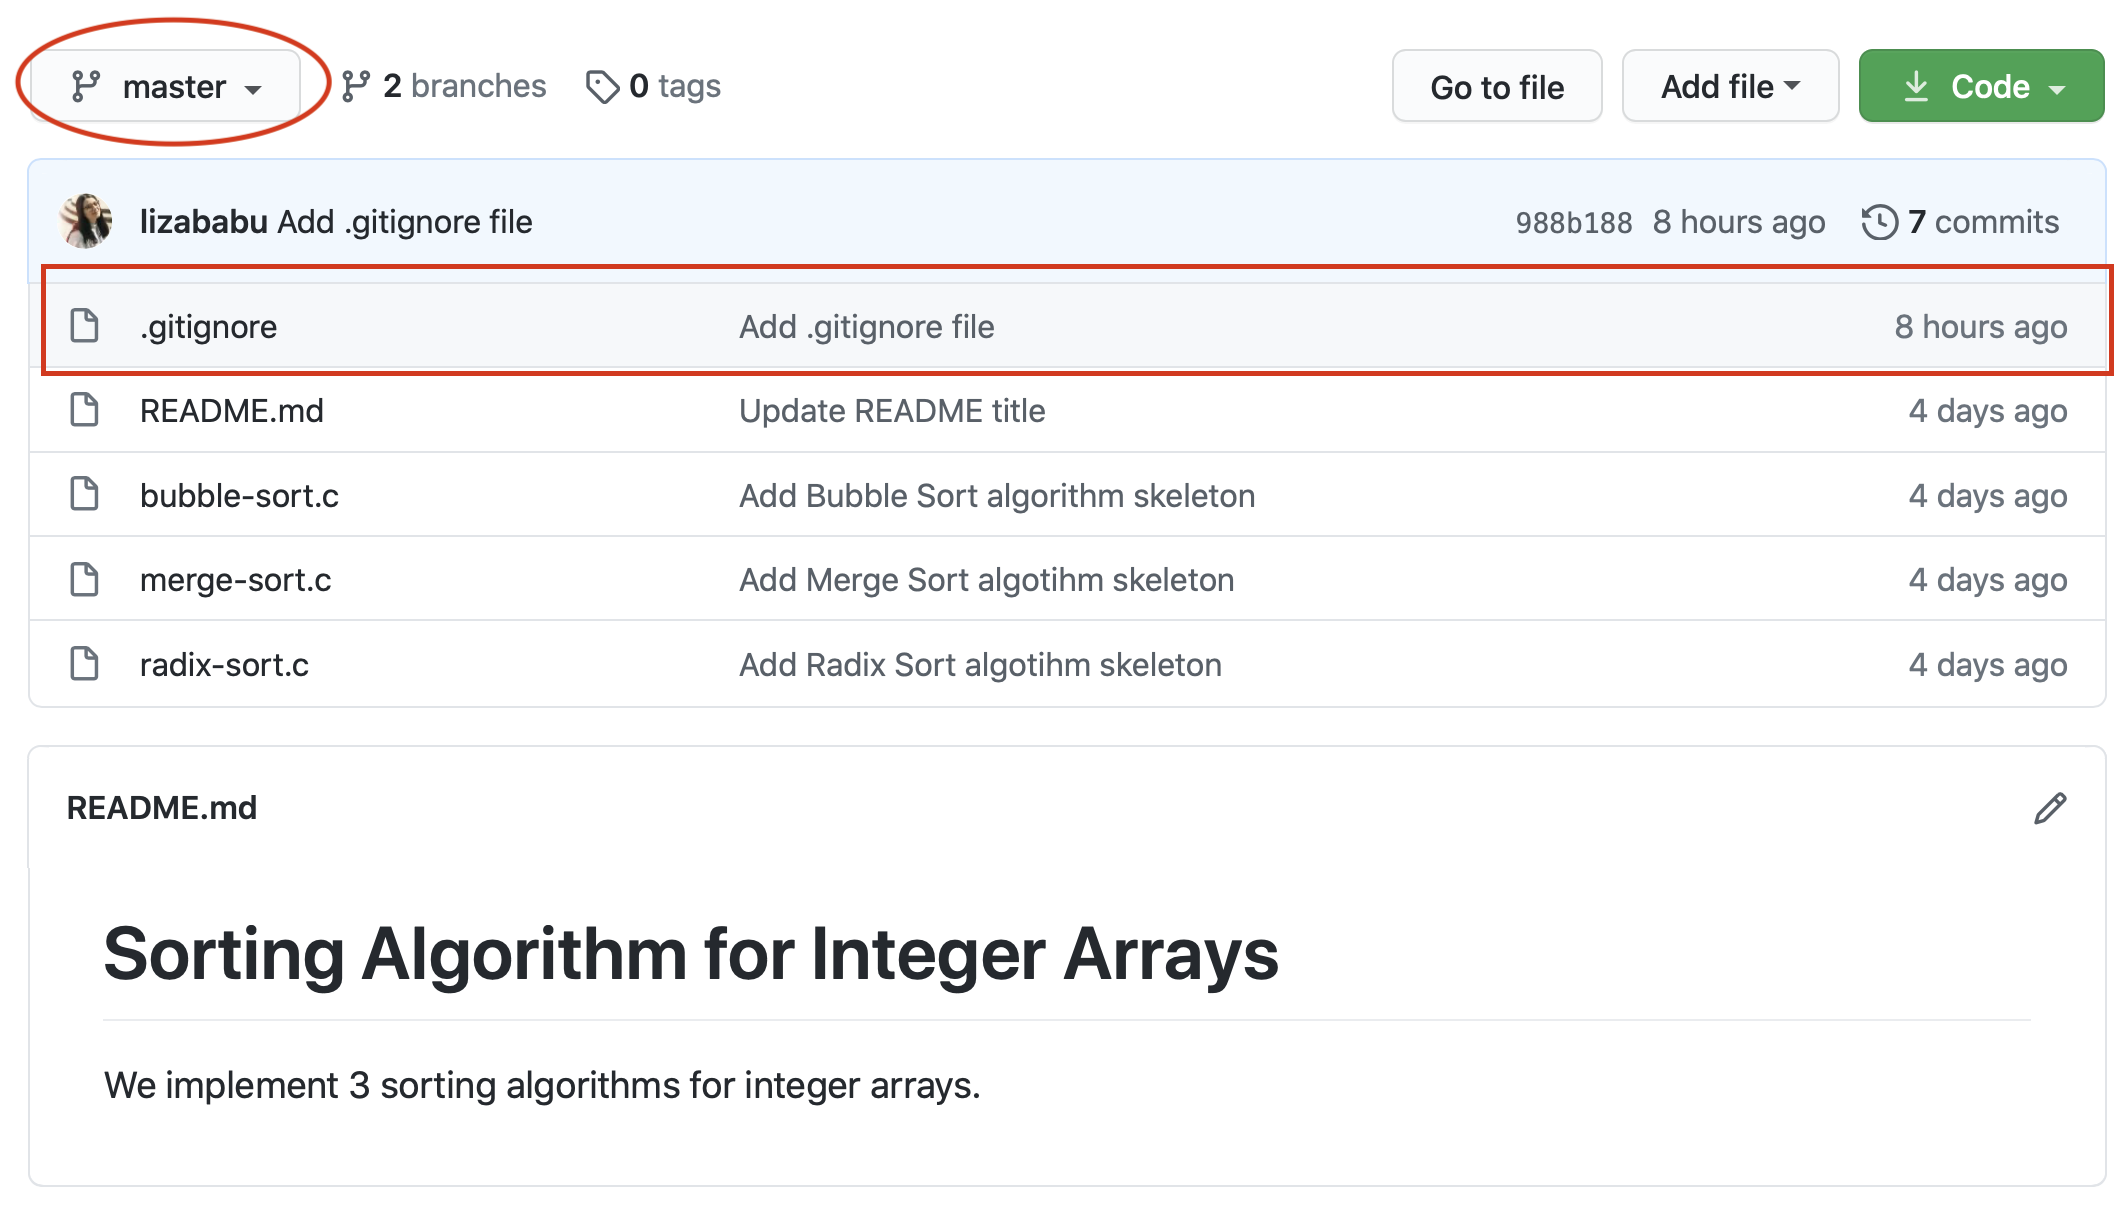 master 2 branches 0 tags Go to file Add file Code
lizababu Add .gitignore file 988b188 8 hours ago 7 commits
.gitignore Add .gitignore file 8 hours ago
README.md Update README title 4 days ago
bubble-sort.c Add Bubble Sort algorithm skeleton 4 days ago
merge-sort.c Add Merge Sort algotihm skeleton 4 days ago
radix-sort.c Add Radix Sort algotihm skeleton 4 days ago
README.md
Sorting Algorithm for Integer Arrays
We implement 3 sorting algorithms for integer arrays.